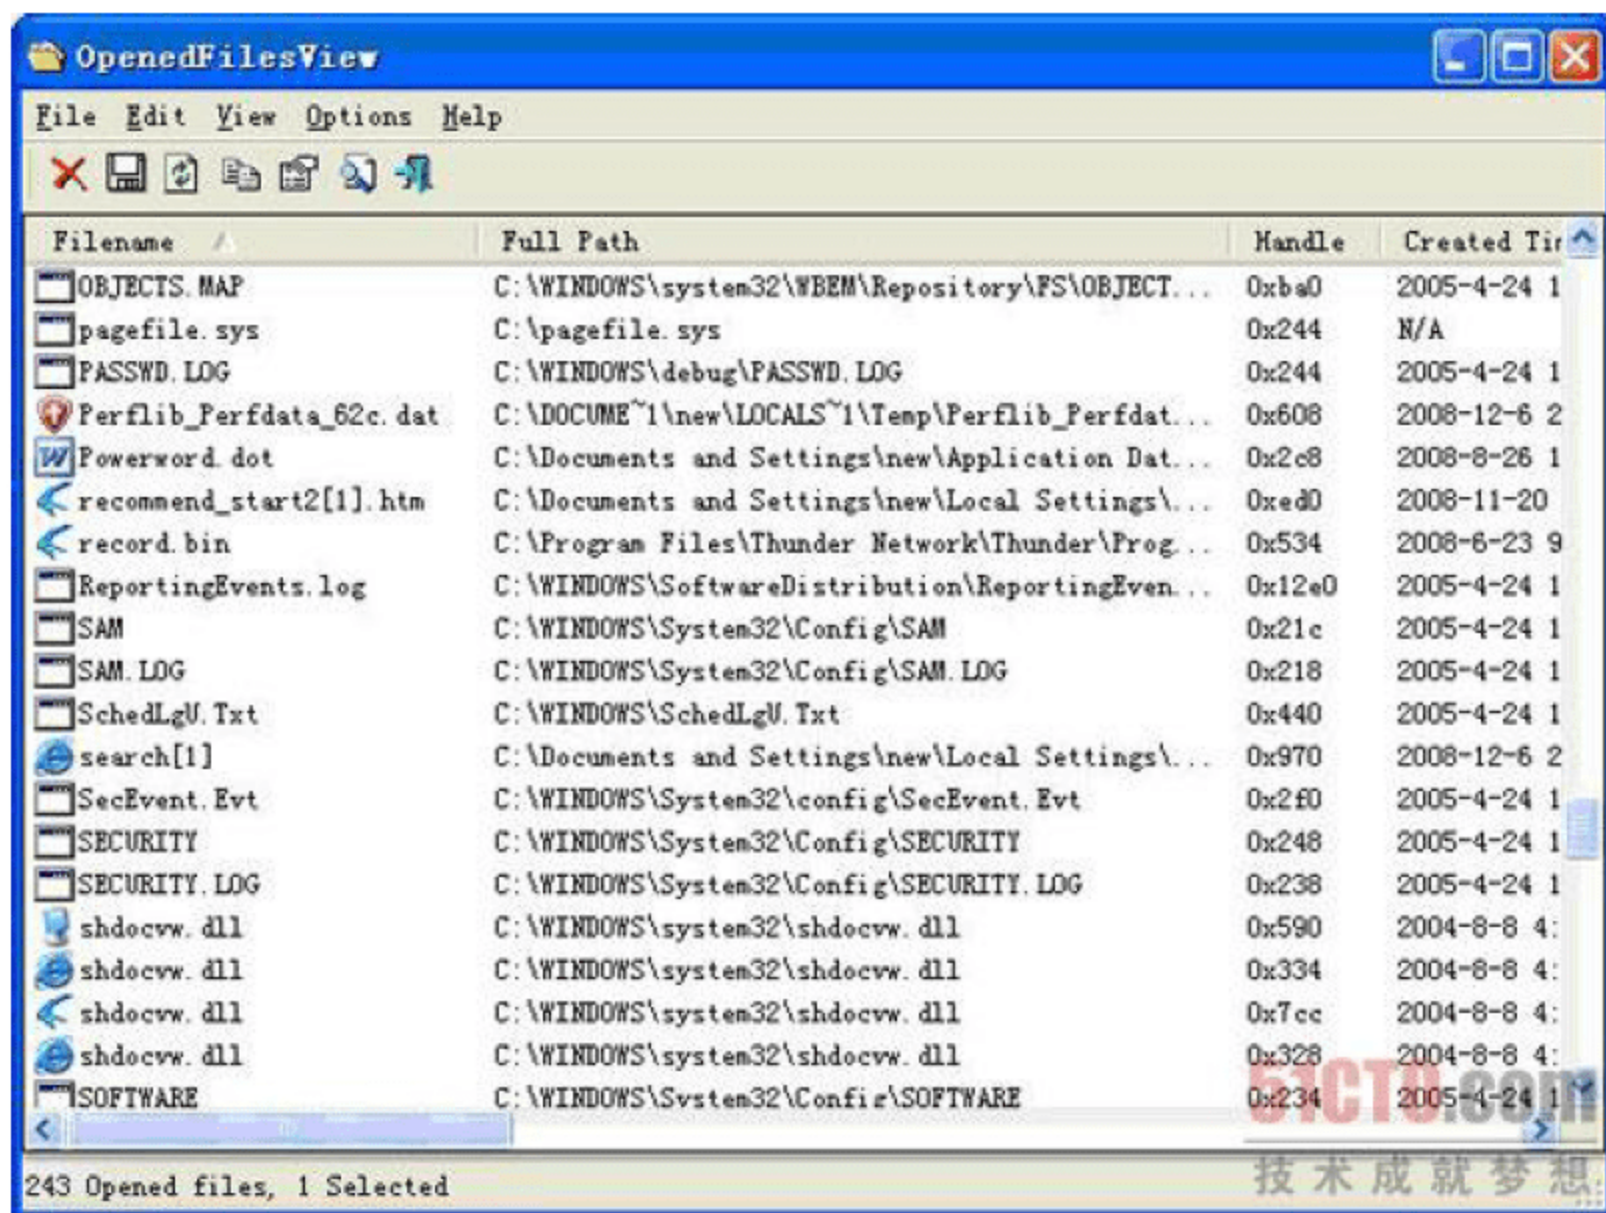 OpenedFilesView
File Edit View Options Help
Filename Full Path Handle Created Tir
OBJECTS.MAP C:\WINDOWS\system32\WBEM\Repository\FS\OBJECT... 0xba0 2005-4-24 1
pagefile.sys C:\pagefile.sys 0x244 N/A
PASSWD.LOG C:\WINDOWS\debug\PASSWD.LOG 0x244 2005-4-24 1
Perflib_Perfdata_62c.dat C:\DOCUME~1\new\LOCALS~1\Temp\Perflib_Perfdat... 0x608 2008-12-6 2
Powerword.dot C:\Documents and Settings\new\Application Dat... 0x2c8 2008-8-26 1
recommend_start2[1].htm C:\Documents and Settings\new\Local Settings\... 0xed0 2008-11-20
record.bin C:\Program Files\Thunder Network\Thunder\Prog... 0x534 2008-6-23 9
ReportingEvents.log C:\WINDOWS\SoftwareDistribution\ReportingEven... 0x12e0 2005-4-24 1
SAM C:\WINDOWS\System32\Config\SAM 0x21c 2005-4-24 1
SAM.LOG C:\WINDOWS\System32\Config\SAM.LOG 0x218 2005-4-24 1
SchedLgU.Txt C:\WINDOWS\SchedLgU.Txt 0x440 2005-4-24 1
search[1] C:\Documents and Settings\new\Local Settings\... 0x970 2008-12-6 2
SecEvent.Evt C:\WINDOWS\System32\config\SecEvent.Evt 0x2f0 2005-4-24 1
SECURITY C:\WINDOWS\System32\Config\SECURITY 0x248 2005-4-24 1
SECURITY.LOG C:\WINDOWS\System32\Config\SECURITY.LOG 0x238 2005-4-24 1
shdocvw.dll C:\WINDOWS\system32\shdocvw.dll 0x590 2004-8-8 4:
shdocvw.dll C:\WINDOWS\system32\shdocvw.dll 0x334 2004-8-8 4:
shdocvw.dll C:\WINDOWS\system32\shdocvw.dll 0x7cc 2004-8-8 4:
shdocvw.dll C:\WINDOWS\system32\shdocvw.dll 0x328 2004-8-8 4:
SOFTWARE C:\WINDOWS\System32\Config\SOFTWARE 0x234 2005-4-24 1
51CTO.com
技术成就梦想
243 Opened files, 1 Selected